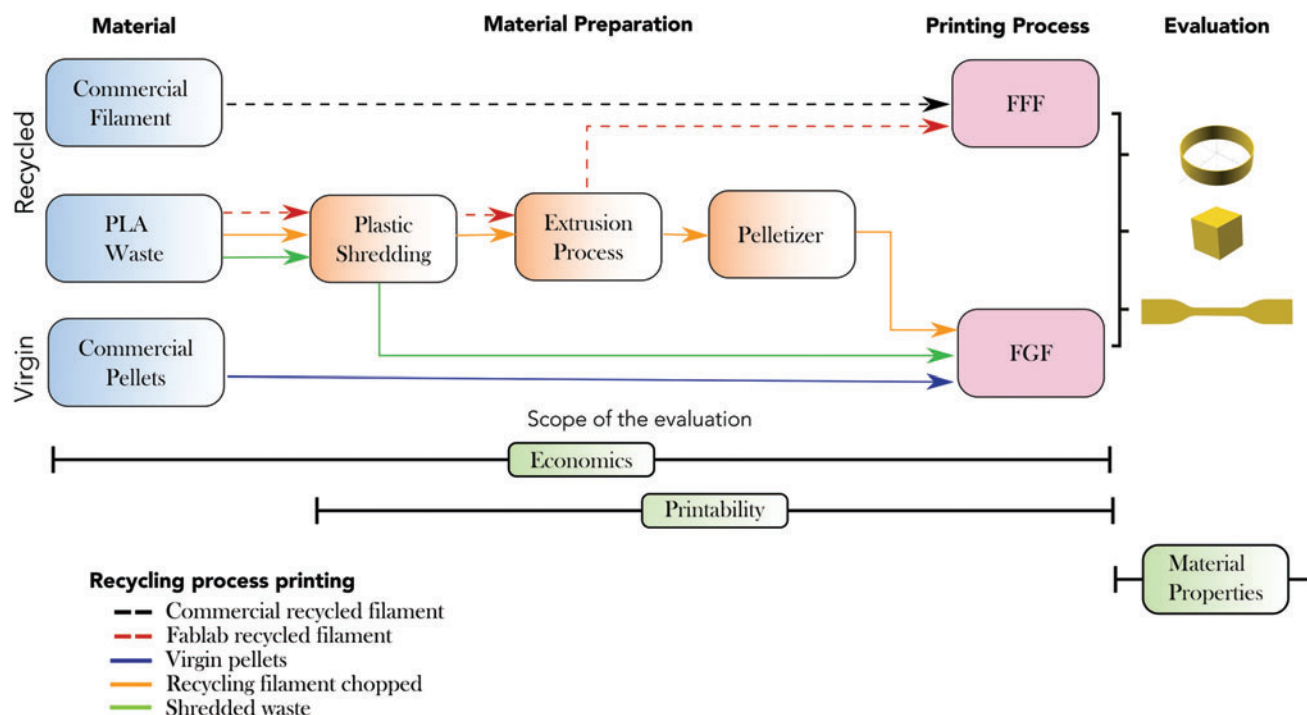 Material
Material Preparation
Printing Process
Evaluation
Recycled
Commercial
Filament
FFF
PLA
Waste
Plastic
Shredding
Extrusion
Process
Pelletizer
Virgin
Commercial
Pellets
FGF
Scope of the evaluation
Economics
Printability
Material
Properties
Recycling process printing
Commercial recycled filament
Fablab recycled filament
Virgin pellets
Recycling filament chopped
Shredded waste